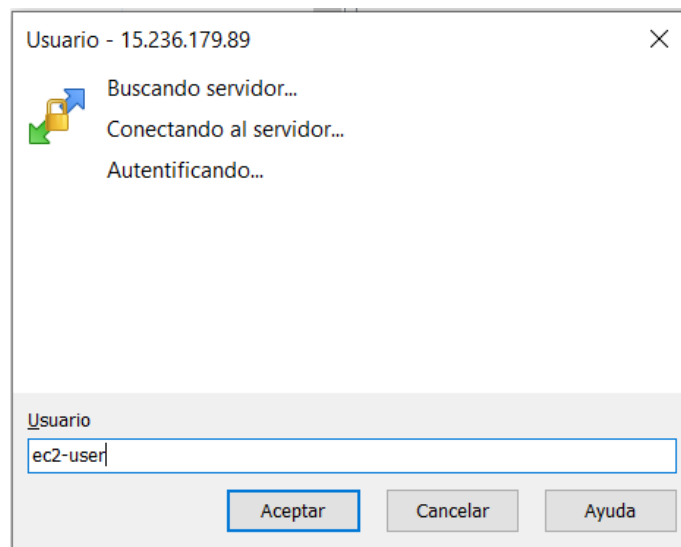 Usuario - 15.236.179.89
Buscando servidor...
Conectando al servidor...
Autentificando...
Usuario
ec2-user
Aceptar Cancelar Ayuda